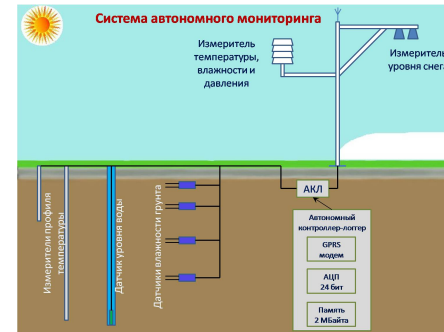 Система автономного мониторинга
Измеритель
температуры,
влажности и
давления
Измеритель
уровня снега
Измерители профиля
температуры
Датчик уровня воды
Датчики влажности грунта
АКЛ
Автономный
контроллер-логгер
GPRS
модем
АЦП
24 бит
Память
2 МБайта